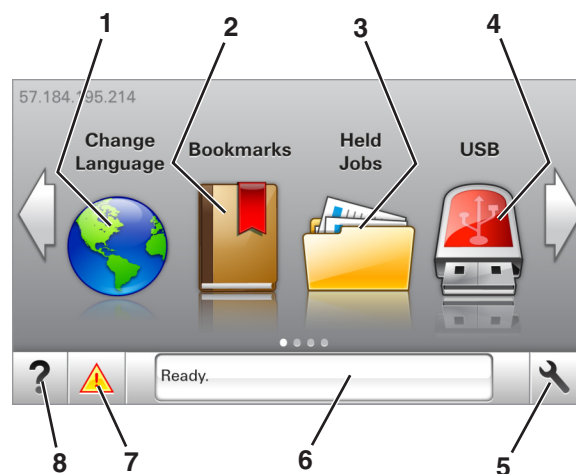 1 2 3 4
57.184.195.214
Change
Language
Bookmarks
Held
Jobs
USB
?
Ready.
8 7 6 5